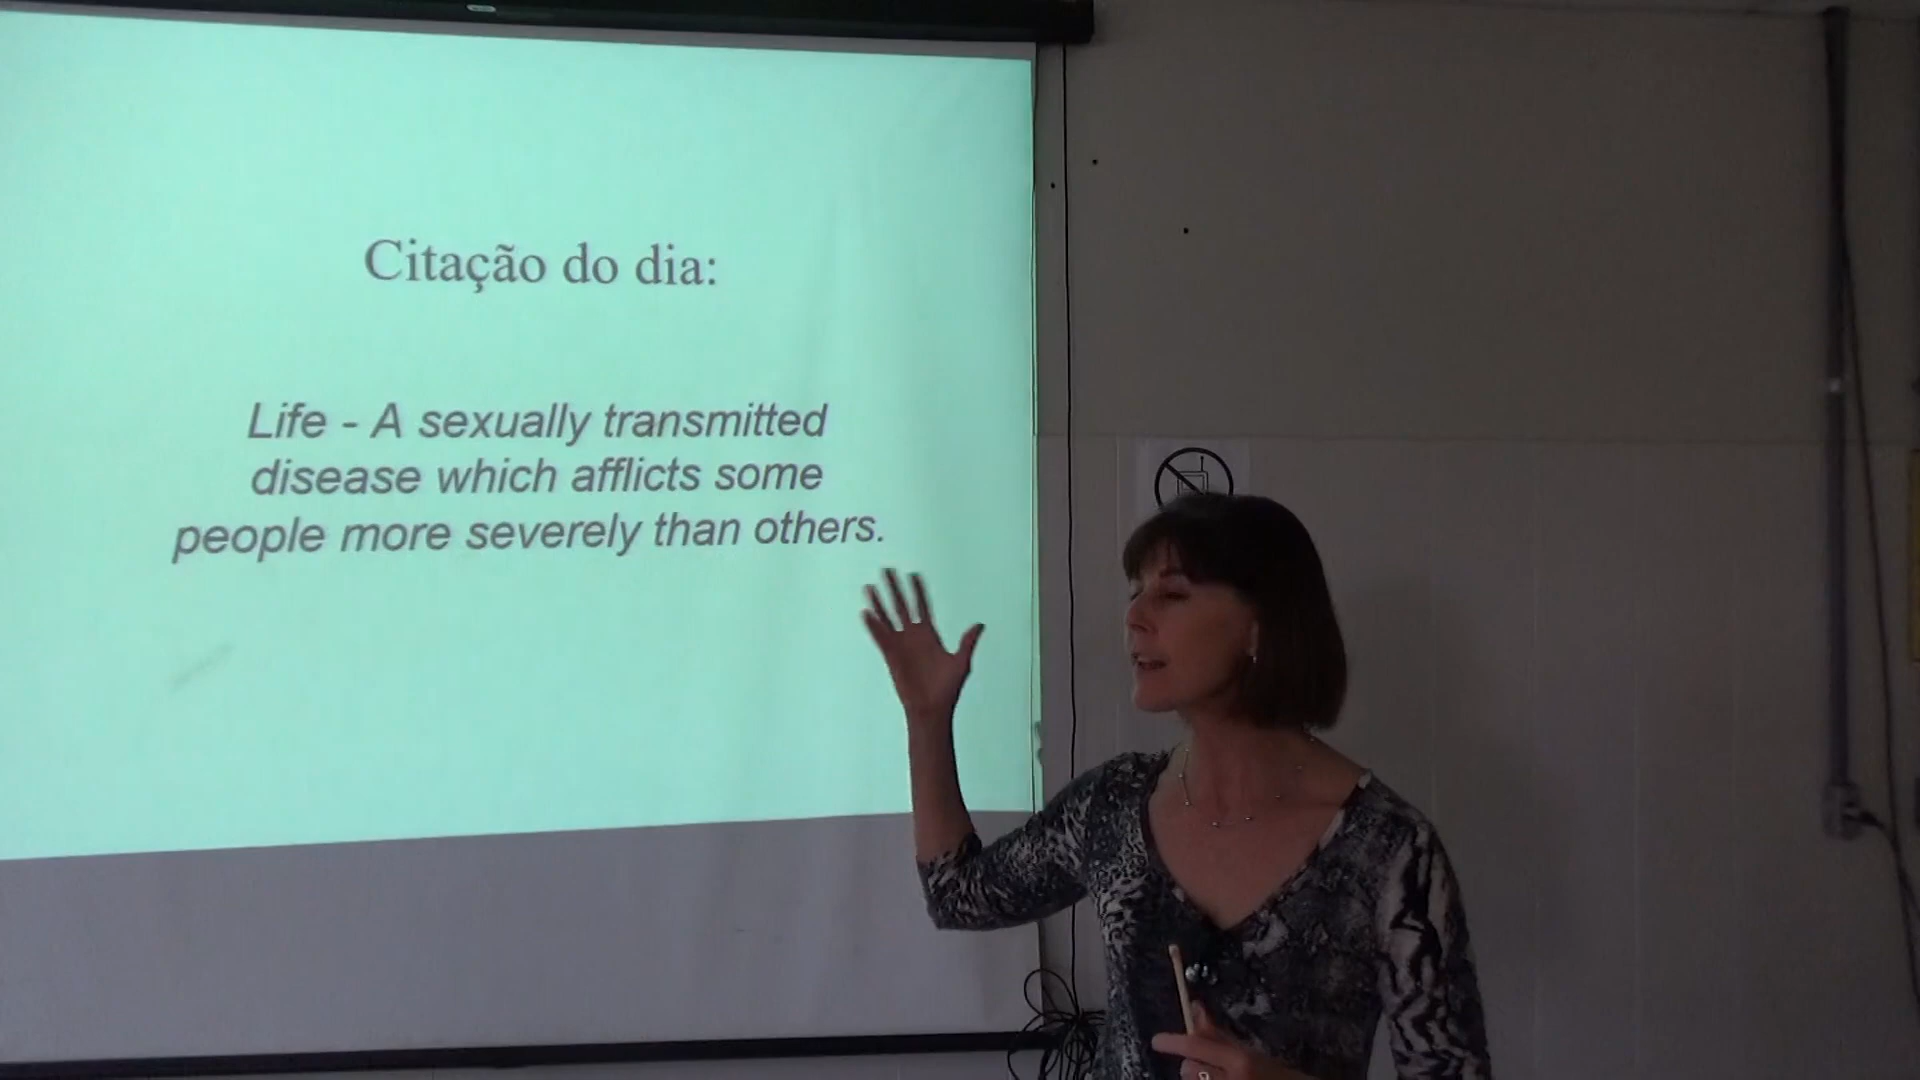 Citação do dia:
Life - A sexually transmitted
disease which afflicts some
people more severely than others.